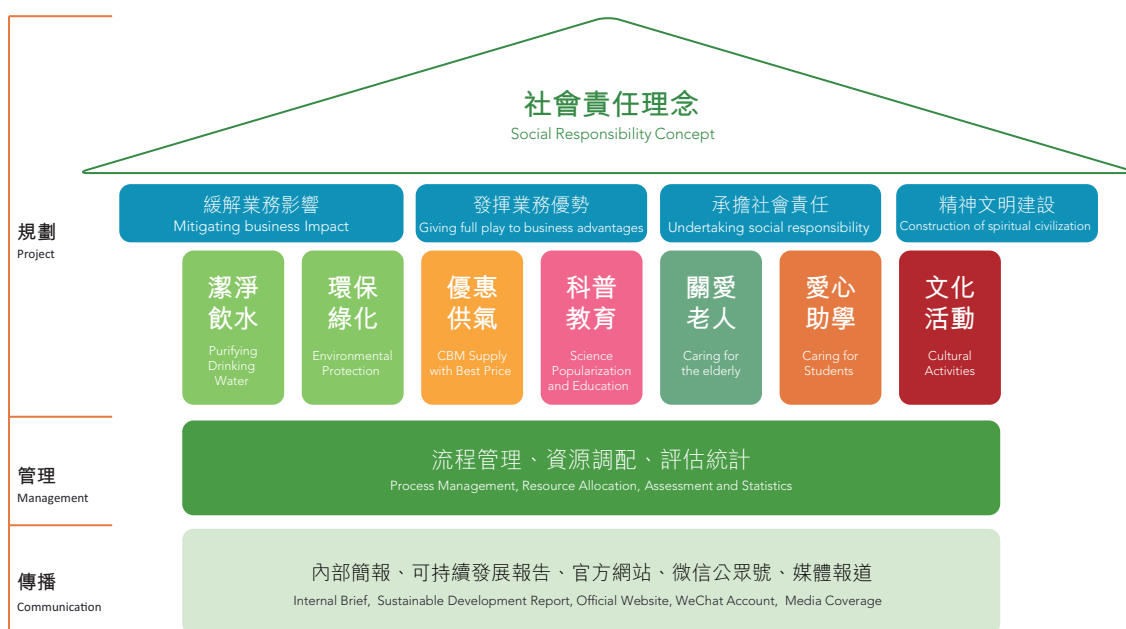 社會責任理念
Social Responsibility Concept
緩解業務影響
Mitigating business Impact
發揮業務優勢
Giving full play to business advantages
承擔社會責任
Undertaking social responsibility
精神文明建設
Construction of spiritual civilization
規劃
Project
潔淨
飲水
Purifying
Drinking
Water
環保
綠化
Environmental
Protection
優惠
供氣
CBM Supply
with Best Price
科普
教育
Science
Popularization
and Education
關愛
老人
Caring for
the elderly
愛心
助學
Caring for
Students
文化
活動
Cultural
Activities
管理
Management
流程管理、資源調配、評估統計
Process Management, Resource Allocation, Assessment and Statistics
傳播
Communication
內部簡報、可持續發展報告、官方網站、微信公眾號、媒體報道
Internal Brief, Sustainable Development Report, Official Website, WeChat Account, Media Coverage